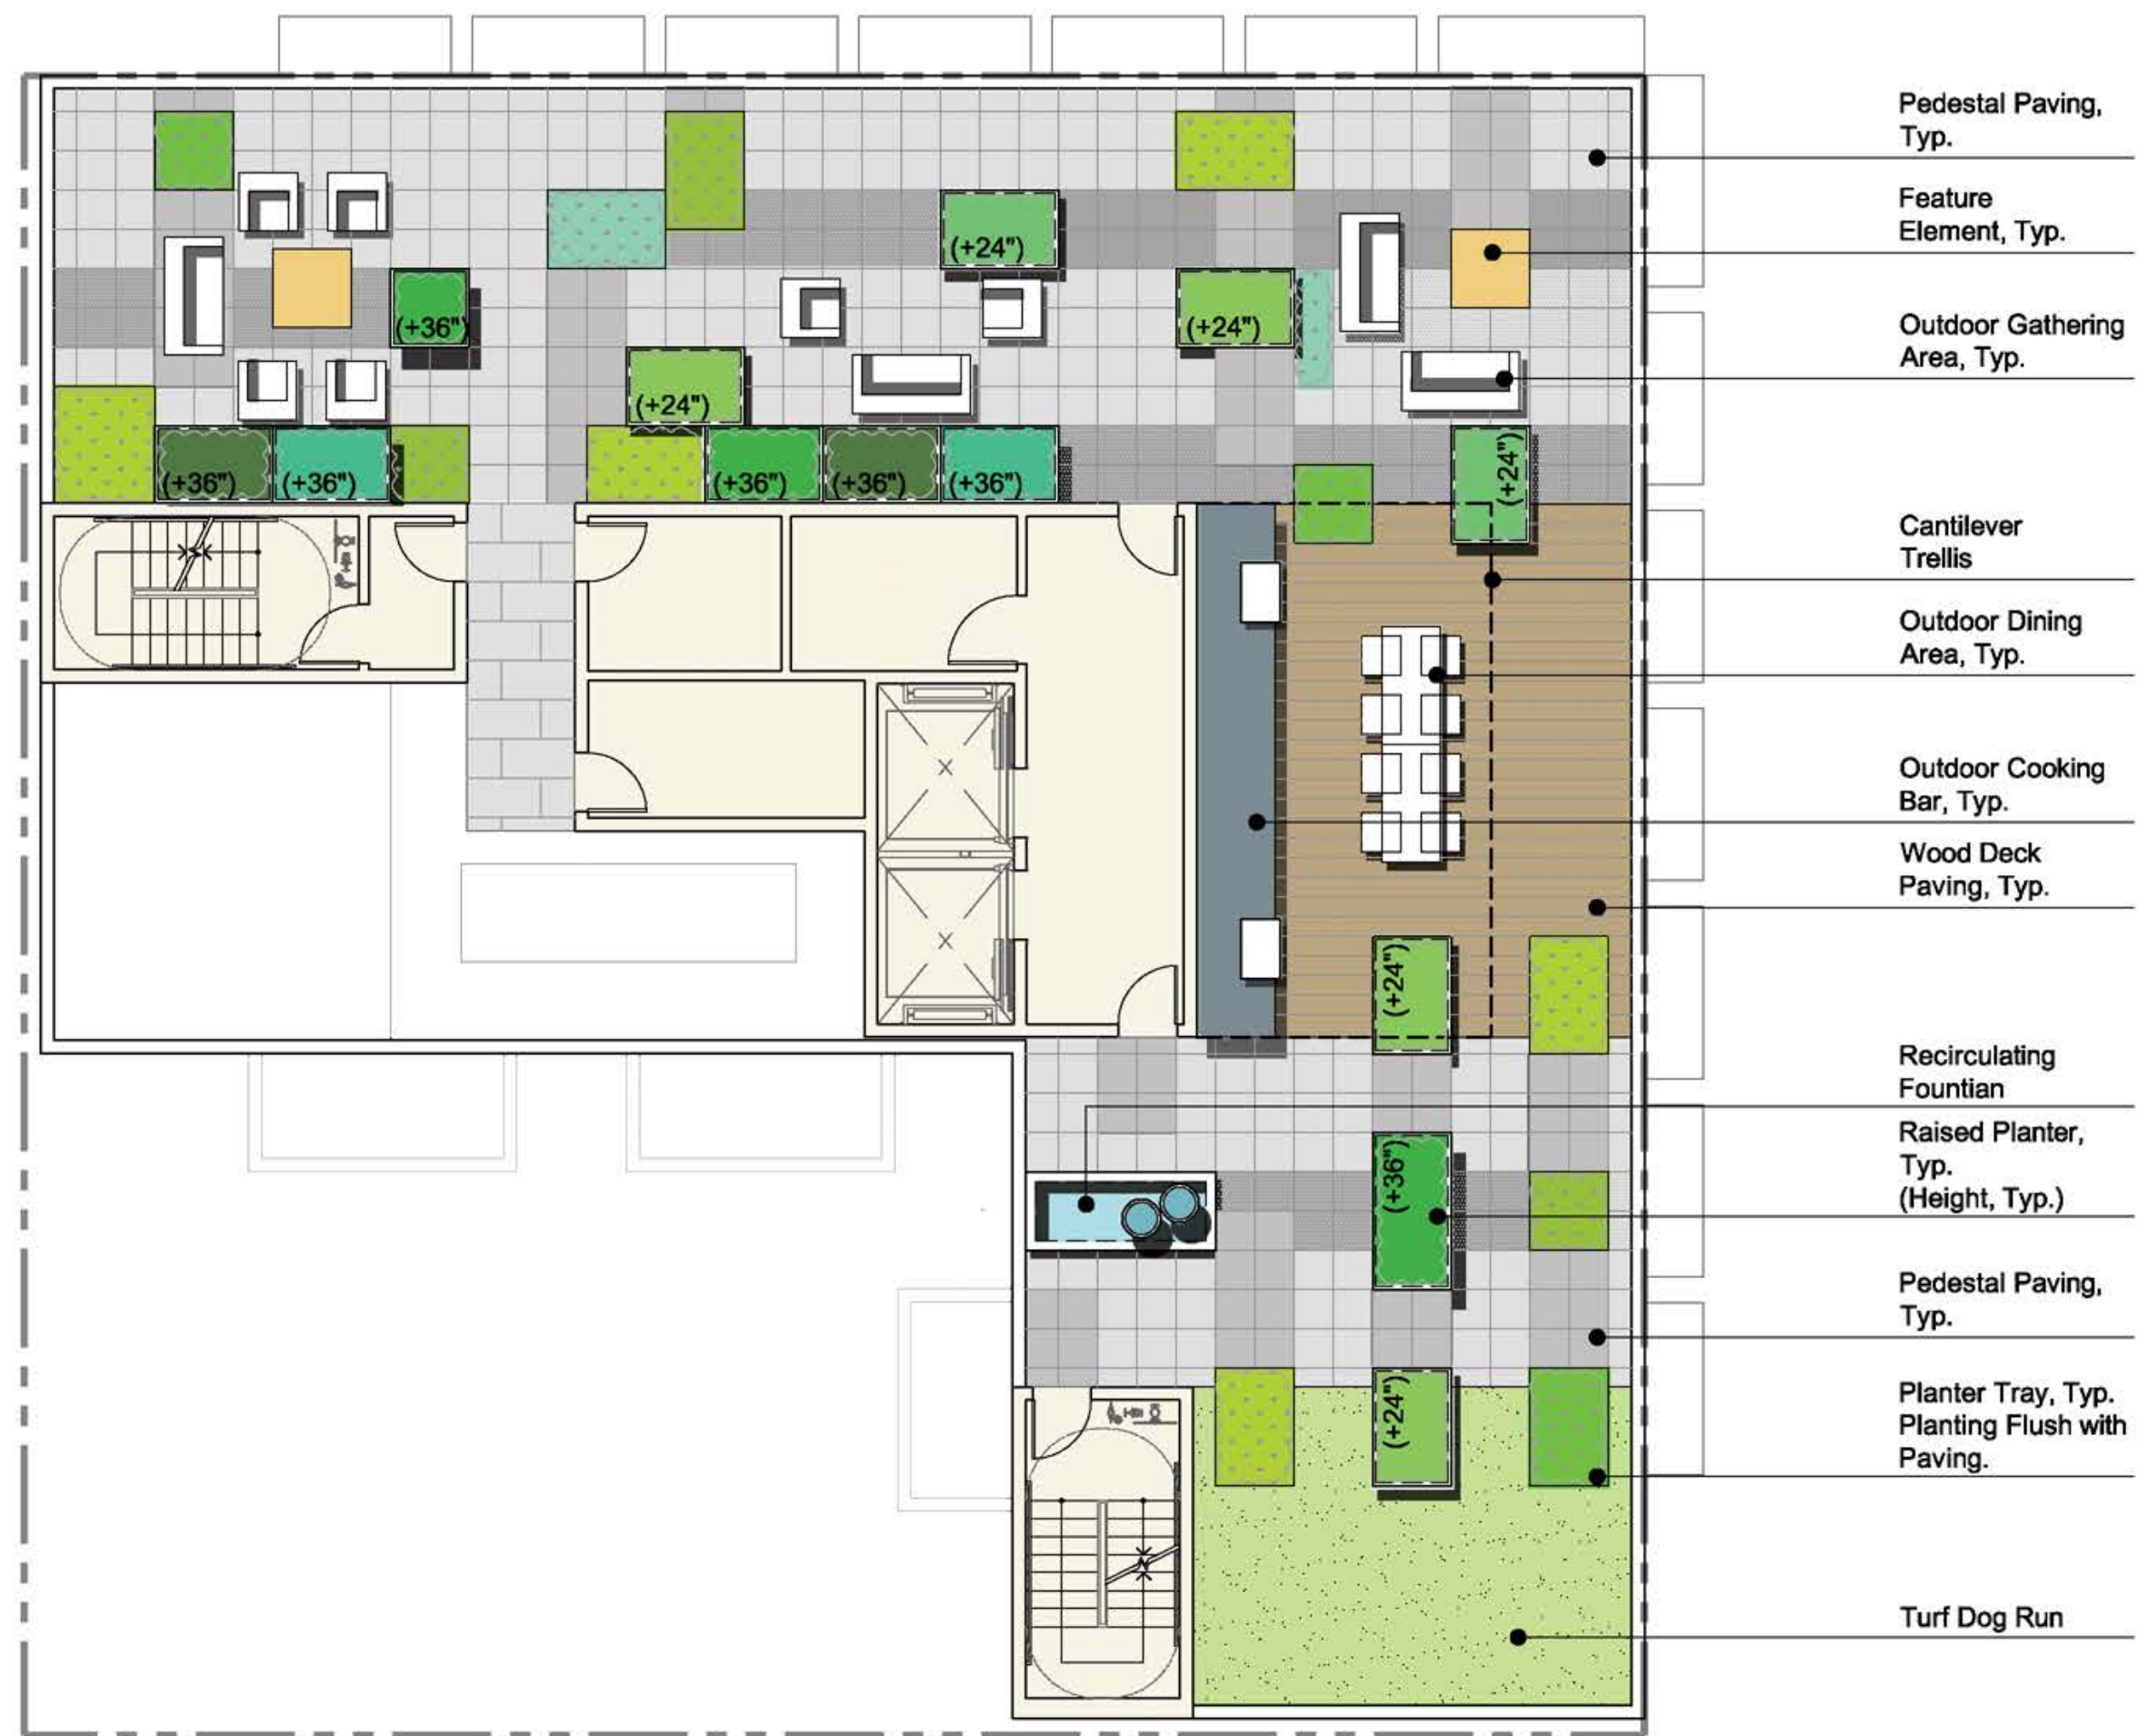 Pedestal Paving,
Typ.
Feature
Element, Typ.
Outdoor Gathering
Area, Typ.
Cantilever
Trellis
Outdoor Dining
Area, Typ.
Outdoor Cooking
Bar, Typ.
Wood Deck
Paving, Typ.
Recirculating
Fountian
Raised Planter,
Typ.
(Height, Typ.)
Pedestal Paving,
Typ.
Planter Tray, Typ.
Planting Flush with
Paving.
Turf Dog Run
(+24")
(+36")
(+24")
(+24")
(+36")
(+36")
(+36")
(+36")
(+36")
(+24")
(+24")
(+36")
(+24")